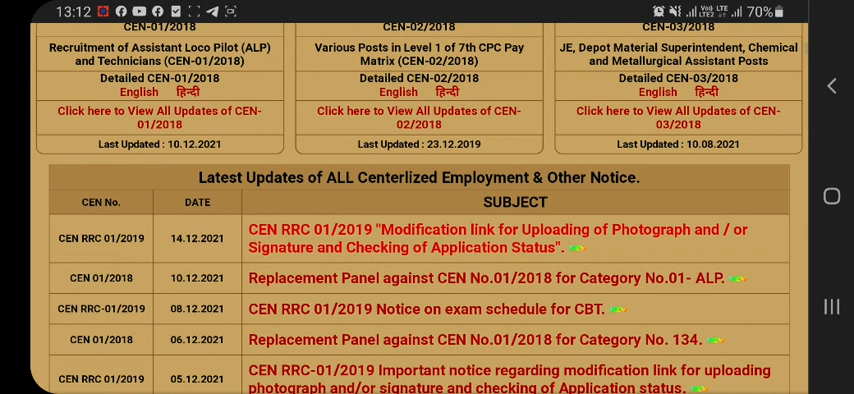 13:12 Vo) LTE LTE2 70%
CEN-01/2018 CEN-02/2018 CEN-03/2018
Recruitment of Assistant Loco Pilot (ALP)
and Technicians (CEN-01/2018)
Detailed CEN-01/2018
English हिन्दी
Click here to View All Updates of CEN-
01/2018
Last Updated : 10.12.2021
Various Posts in Level 1 of 7th CPC Pay
Matrix (CEN-02/2018)
Detailed CEN-02/2018
English हिन्दी
Click here to View All Updates of CEN-
02/2018
Last Updated : 23.12.2019
JE, Depot Material Superintendent, Chemical
and Metallurgical Assistant Posts
Detailed CEN-03/2018
English हिन्दी
Click here to View All Updates of CEN-
03/2018
Last Updated : 10.08.2021
Latest Updates of ALL Centerlized Employment & Other Notice.
CEN No. DATE SUBJECT
CEN RRC 01/2019 14.12.2021 CEN RRC 01/2019 "Modification link for Uploading of Photograph and / or
Signature and Checking of Application Status".
CEN 01/2018 10.12.2021 Replacement Panel against CEN No.01/2018 for Category No.01- ALP.
CEN RRC-01/2019 08.12.2021 CEN RRC 01/2019 Notice on exam schedule for CBT.
CEN 01/2018 06.12.2021 Replacement Panel against CEN No.01/2018 for Category No. 134.
CEN RRC 01/2019 05.12.2021 CEN RRC-01/2019 Important notice regarding modification link for uploading
photograph and/or signature and checking of Application status.